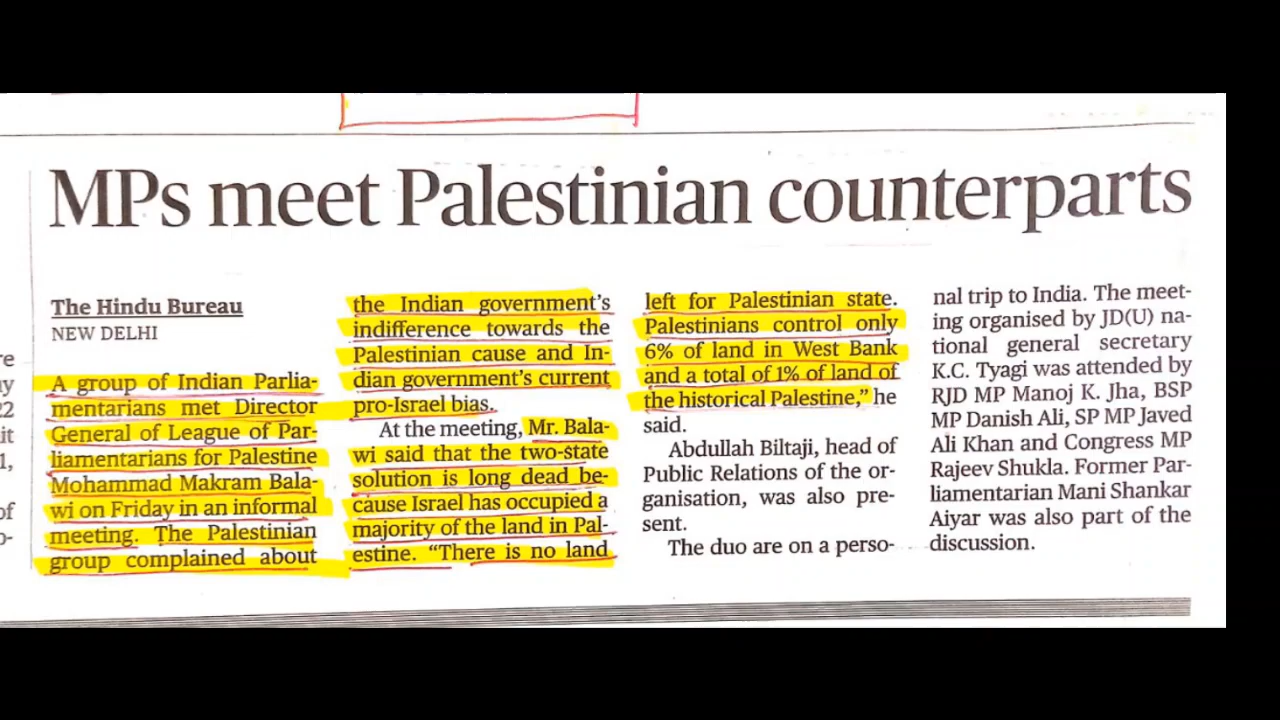 MPs meet Palestinian counterparts
The Hindu Bureau
NEW DELHI
A group of Indian Parlia-
mentarians met Director
General of League of Par-
liamentarians for Palestine
Mohammad Makram Bala-
wi on Friday in an informal
meeting. The Palestinian
group complained about
the Indian government's
indifference towards the
Palestinian cause and In-
dian government's current
pro-Israel bias.
At the meeting, Mr. Bala-
wi said that the two-state
solution is long dead be-
cause Israel has occupied a
majority of the land in Pal-
estine. “There is no land
left for Palestinian state.
Palestinians control only
6% of land in West Bank
and a total of 1% of land of
the historical Palestine,” he
said.
Abdullah Biltaji, head of
Public Relations of the or-
ganisation, was also pre-
sent.
The duo are on a perso-
nal trip to India. The meet-
ing organised by JD(U) na-
tional general secretary
K.C. Tyagi was attended by
RJD MP Manoj K. Jha, BSP
MP Danish Ali, SP MP Javed
Ali Khan and Congress MP
Rajeev Shukla. Former Par-
liamentarian Mani Shankar
Aiyar was also part of the
discussion.